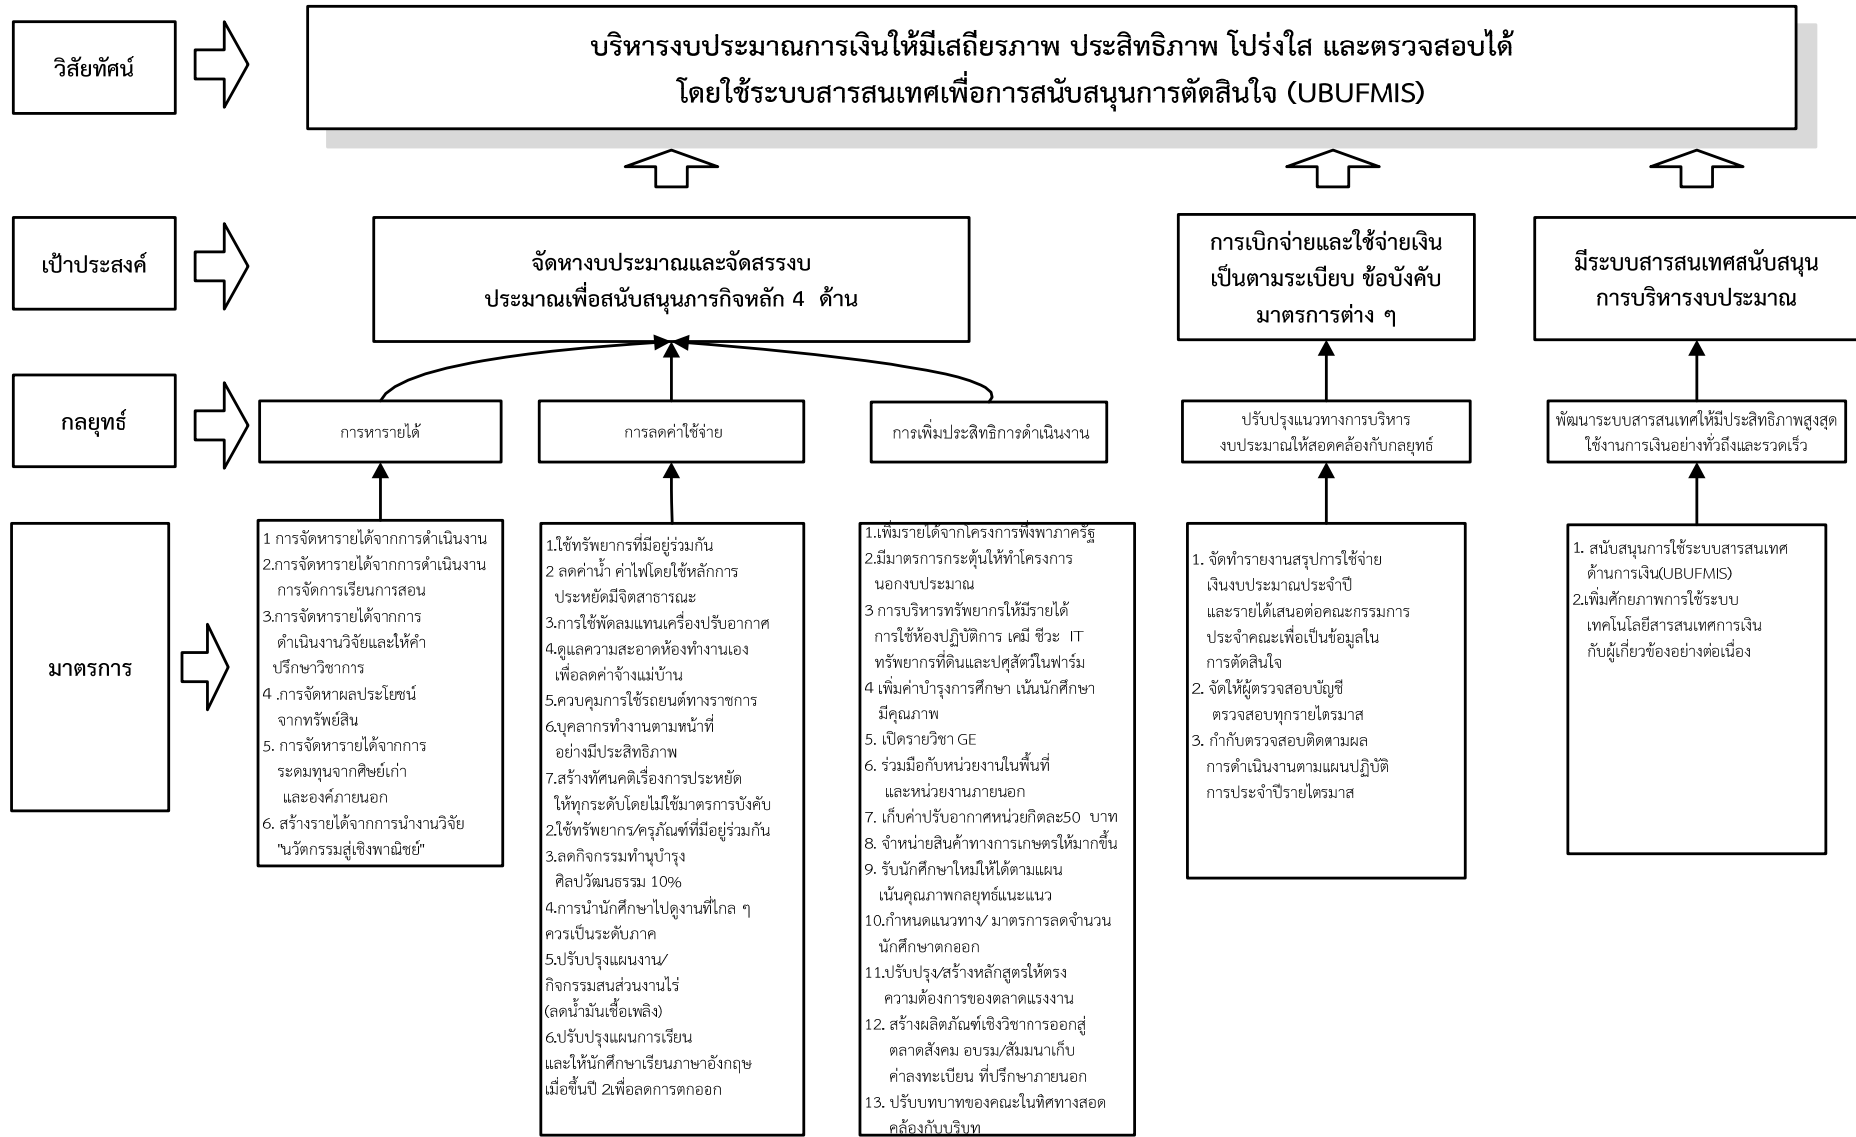 วิสัยทัศน์
บริหารงบประมาณการเงินให้มีเสถียรภาพ ประสิทธิภาพ โปร่งใส และตรวจสอบได้
โดยใช้ระบบสารสนเทศเพื่อการสนับสนุนการตัดสินใจ (UBUFMIS)
เป้าประสงค์
จัดหางบประมาณและจัดสรรงบ
ประมาณเพื่อสนับสนุนภารกิจหลัก 4 ด้าน
การเบิกจ่ายและใช้จ่ายเงิน
เป็นตามระเบียบ ข้อบังคับ
มาตรการต่าง ๆ
มีระบบสารสนเทศสนับสนุน
การบริหารงบประมาณ
กลยุทธ์
การหารายได้
การลดค่าใช้จ่าย
การเพิ่มประสิทธิการดำเนินงาน
ปรับปรุงแนวทางการบริหาร
งบประมาณให้สอดคล้องกับกลยุทธ์
พัฒนาระบบสารสนเทศให้มีประสิทธิภาพสูงสุด
ใช้งานการเงินอย่างทั่วถึงและรวดเร็ว
มาตรการ
1 การจัดหารายได้จากการดำเนินงาน
2.การจัดหารายได้จากการดำเนินงาน
การจัดการเรียนการสอน
3.การจัดหารายได้จากการ
ดำเนินงานวิจัยและให้คำ
ปรึกษาวิชาการ
4 .การจัดหาผลประโยชน์
จากทรัพย์สิน
5. การจัดหารายได้จากการ
ระดมทุนจากศิษย์เก่า
และองค์ภายนอก
6. สร้างรายได้จากการนำงานวิจัย
"นวัตกรรมสู่เชิงพาณิชย์"
1.ใช้ทรัพยากรที่มีอยู่ร่วมกัน
2 ลดค่าน้ำ ค่าไฟโดยใช้หลักการ
ประหยัดมีจิตสาธารณะ
3.การใช้พัดลมแทนเครื่องปรับอากาศ
4.ดูแลความสะอาดห้องทำงานเอง
เพื่อลดค่าจ้างแม่บ้าน
5.ควบคุมการใช้รถยนต์ทางราชการ
6.บุคลากรทำงานตามหน้าที่
อย่างมีประสิทธิภาพ
7.สร้างทัศนคติเรื่องการประหยัด
ให้ทุกระดับโดยไม่ใช้มาตรการบังคับ
2.ใช้ทรัพยากร/ครุภัณฑ์ที่มีอยู่ร่วมกัน
3.ลดกิจกรรมทำนุบำรุง
ศิลปวัฒนธรรม 10%
4.การนำนักศึกษาไปดูงานที่ไกล ๆ
ควรเป็นระดับภาค
5.ปรับปรุงแผนงาน/
กิจกรรมสนส่วนงานไร่
(ลดน้ำมันเชื้อเพลิง)
6.ปรับปรุงแผนการเรียน
และให้นักศึกษาเรียนภาษาอังกฤษ
เมื่อขึ้นปี 2เพื่อลดการตกออก
1.เพิ่มรายได้จากโครงการพึ่งพาภาครัฐ
2.มีมาตรการกระตุ้นให้ทำโครงการ
นอกงบประมาณ
3 การบริหารทรัพยากรให้มีรายได้
การใช้ห้องปฏิบัติการ เคมี ชีวะ IT
ทรัพยากรที่ดินและปศุสัตว์ในฟาร์ม
4 เพิ่มค่าบำรุงการศึกษา เน้นนักศึกษา
มีคุณภาพ
5. เปิดรายวิชา GE
6. ร่วมมือกับหน่วยงานในพื้นที่
และหน่วยงานภายนอก
7. เก็บค่าปรับอากาศหน่วยกิตละ50 บาท
8. จำหน่ายสินค้าทางการเกษตรให้มากขึ้น
9. รับนักศึกษาใหม่ให้ได้ตามแผน
เน้นคุณภาพกลยุทธ์แนะแนว
10.กำหนดแนวทาง/ มาตรการลดจำนวน
นักศึกษาตกออก
11.ปรับปรุง/สร้างหลักสูตรให้ตรง
ความต้องการของตลาดแรงงาน
12. สร้างผลิตภัณฑ์เชิงวิชาการออกสู่
ตลาดสังคม อบรม/สัมมนาเก็บ
ค่าลงทะเบียน ที่ปรึกษาภายนอก
13. ปรับบทบาทของคณะในทิศทางสอด
คล้องกับบริบท
1. จัดทำรายงานสรุปการใช้จ่าย
เงินงบประมาณประจำปี
และรายได้เสนอต่อคณะกรรมการ
ประจำคณะเพื่อเป็นข้อมูลใน
การตัดสินใจ
2. จัดให้ผู้ตรวจสอบบัญชี
ตรวจสอบทุกรายไตรมาส
3. กำกับตรวจสอบติดตามผล
การดำเนินงานตามแผนปฏิบัติ
การประจำปีรายไตรมาส
1. สนับสนุนการใช้ระบบสารสนเทศ
ด้านการเงิน(UBUFMIS)
2.เพิ่มศักยภาพการใช้ระบบ
เทคโนโลยีสารสนเทศการเงิน
กับผู้เกี่ยวข้องอย่างต่อเนื่อง